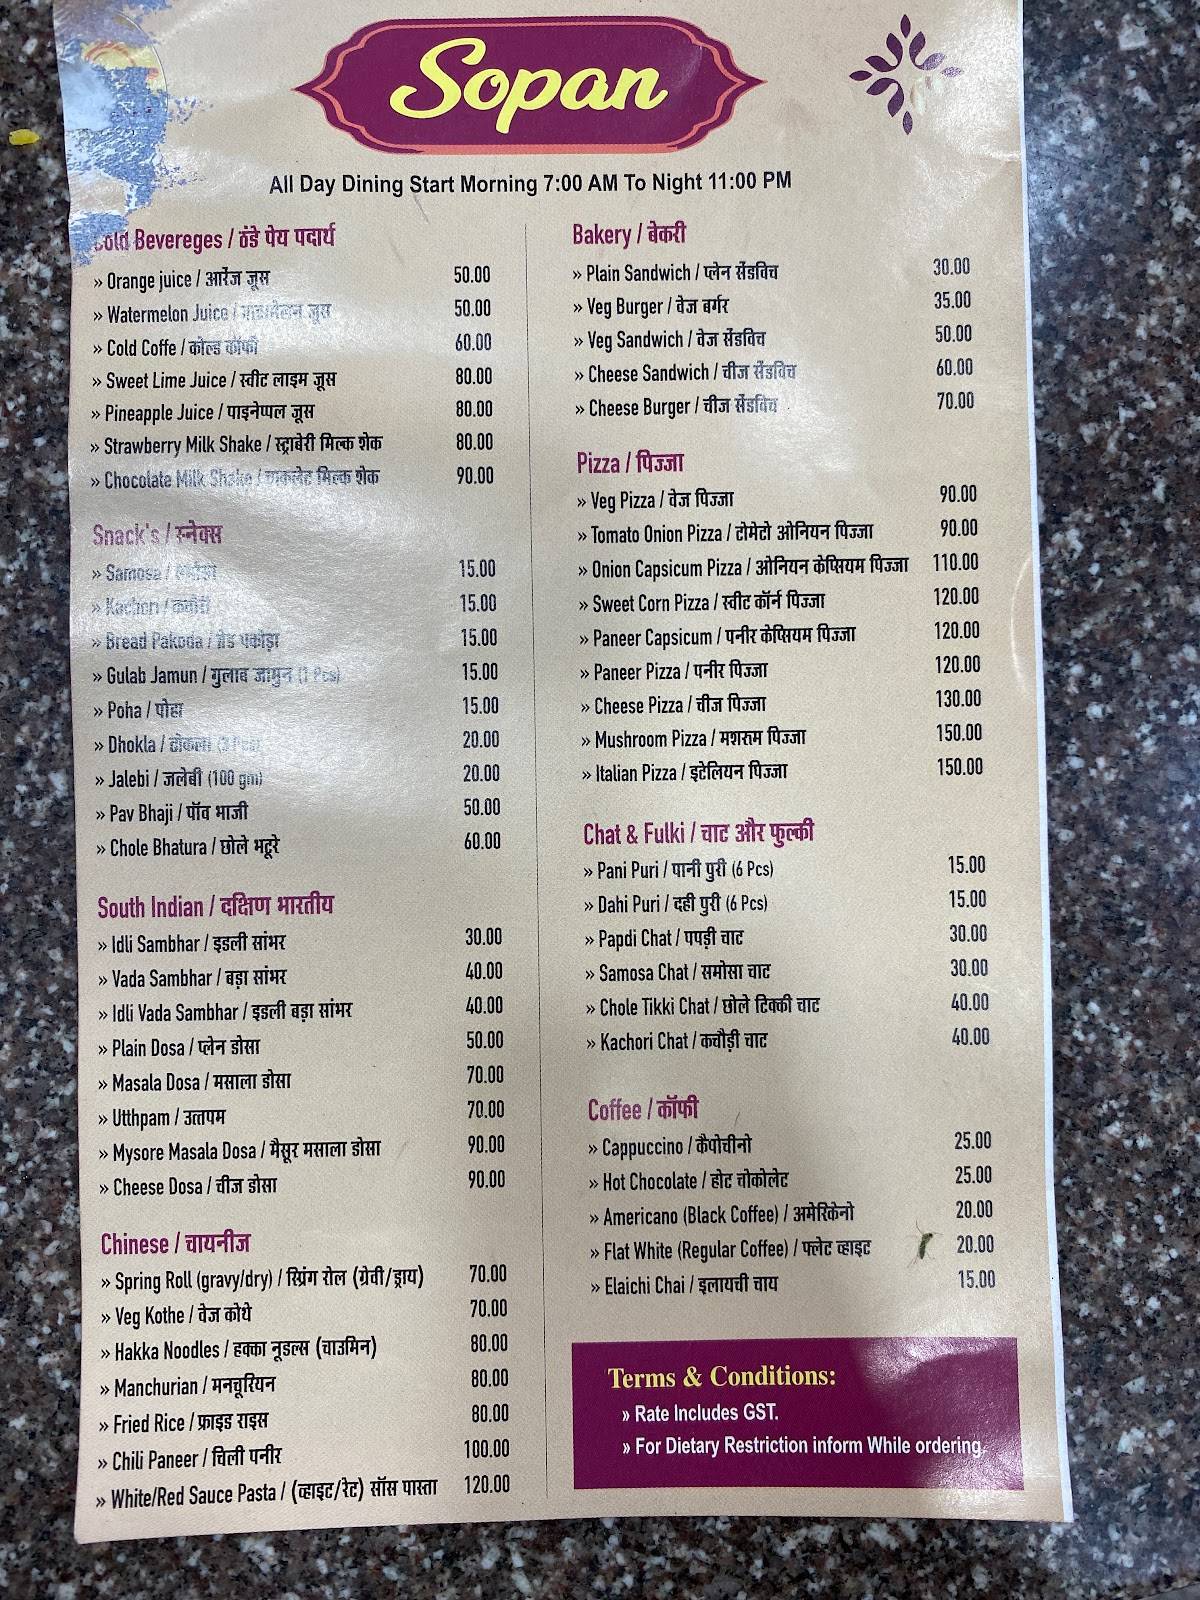 Sopan
All Day Dining Start Morning 7:00 AM To Night 11:00 PM
Cold Bevereges / ठंडे पेय पदार्थ
» Orange juice / आरेंज जूस 50.00
» Watermelon Juice / जूस 50.00
» Cold Coffe / कोल्ड कॉफी 60.00
» Sweet Lime Juice / स्वीट लाइम जूस 80.00
» Pineapple Juice / पाइनेप्पल जूस 80.00
» Strawberry Milk Shake / स्ट्राबेरी मिल्क शेक 80.00
» Chocolate Milk Shake / चाकलेट मिल्क शेक 90.00
Snack's / स्नेक्स
» Samosa / समोसा 15.00
» Kachori / कचोरी 15.00
» Bread Pakoda / ब्रेड पकोड़ा 15.00
» Gulab Jamun / गुलाब जामुन (1 Pcs) 15.00
» Poha / पोहा 15.00
» Dhokla / ढोकला 20.00
» Jalebi / जलेबी (100 gm) 20.00
» Pav Bhaji / पॉव भाजी 50.00
» Chole Bhatura / छोले भटूरे 60.00
South Indian / दक्षिण भारतीय
» Idli Sambhar / इडली सांभर 30.00
» Vada Sambhar / बड़ा सांभर 40.00
» Idli Vada Sambhar / इडली बड़ा सांभर 40.00
» Plain Dosa / प्लेन डोसा 50.00
» Masala Dosa / मसाला डोसा 70.00
» Utthpam / उत्तपम 70.00
» Mysore Masala Dosa / मैसूर मसाला डोसा 90.00
» Cheese Dosa / चीज डोसा 90.00
Chinese / चायनीज
» Spring Roll (gravy/dry) / स्प्रिंग रोल (ग्रेवी/ड्राय) 70.00
» Veg Kothe / वेज कोथे 70.00
» Hakka Noodles / हक्का नूडल्स (चाउमिन) 80.00
» Manchurian / मनचूरियन 80.00
» Fried Rice / फ्राइड राइस 80.00
» Chili Paneer / चिली पनीर 100.00
» White/Red Sauce Pasta / (व्हाइट/रेट) सॉस पास्ता 120.00
Bakery / बेकरी
» Plain Sandwich / प्लेन सेंडविच 30.00
» Veg Burger / वेज बर्गर 35.00
» Veg Sandwich / वेज सेंडविच 50.00
» Cheese Sandwich / चीज सेंडविच 60.00
» Cheese Burger / चीज सेंडविच 70.00
Pizza / पिज्जा
» Veg Pizza / वेज पिज्जा 90.00
» Tomato Onion Pizza / टोमेटो ओनियन पिज्जा 90.00
» Onion Capsicum Pizza / ओनियन केप्सियम पिज्जा 110.00
» Sweet Corn Pizza / स्वीट कॉर्न पिज्जा 120.00
» Paneer Capsicum / पनीर केप्सियम पिज्जा 120.00
» Paneer Pizza / पनीर पिज्जा 120.00
» Cheese Pizza / चीज पिज्जा 130.00
» Mushroom Pizza / मशरुम पिज्जा 150.00
» Italian Pizza / इटेलियन पिज्जा 150.00
Chat & Fulki / चाट और फुल्की
» Pani Puri / पानी पुरी (6 Pcs) 15.00
» Dahi Puri / दही पुरी (6 Pcs) 15.00
» Papdi Chat / पपड़ी चाट 30.00
» Samosa Chat / समोसा चाट 30.00
» Chole Tikki Chat / छोले टिक्की चाट 40.00
» Kachori Chat / कचौड़ी चाट 40.00
Coffee / कॉफी
» Cappuccino / कैपोचीनो 25.00
» Hot Chocolate / होट चोकोलेट 25.00
» Americano (Black Coffee) / अमेरिकेनो 20.00
» Flat White (Regular Coffee) / फ्लेट व्हाइट 20.00
» Elaichi Chai / इलायची चाय 15.00
Terms & Conditions:
» Rate Includes GST.
» For Dietary Restriction inform While ordering.